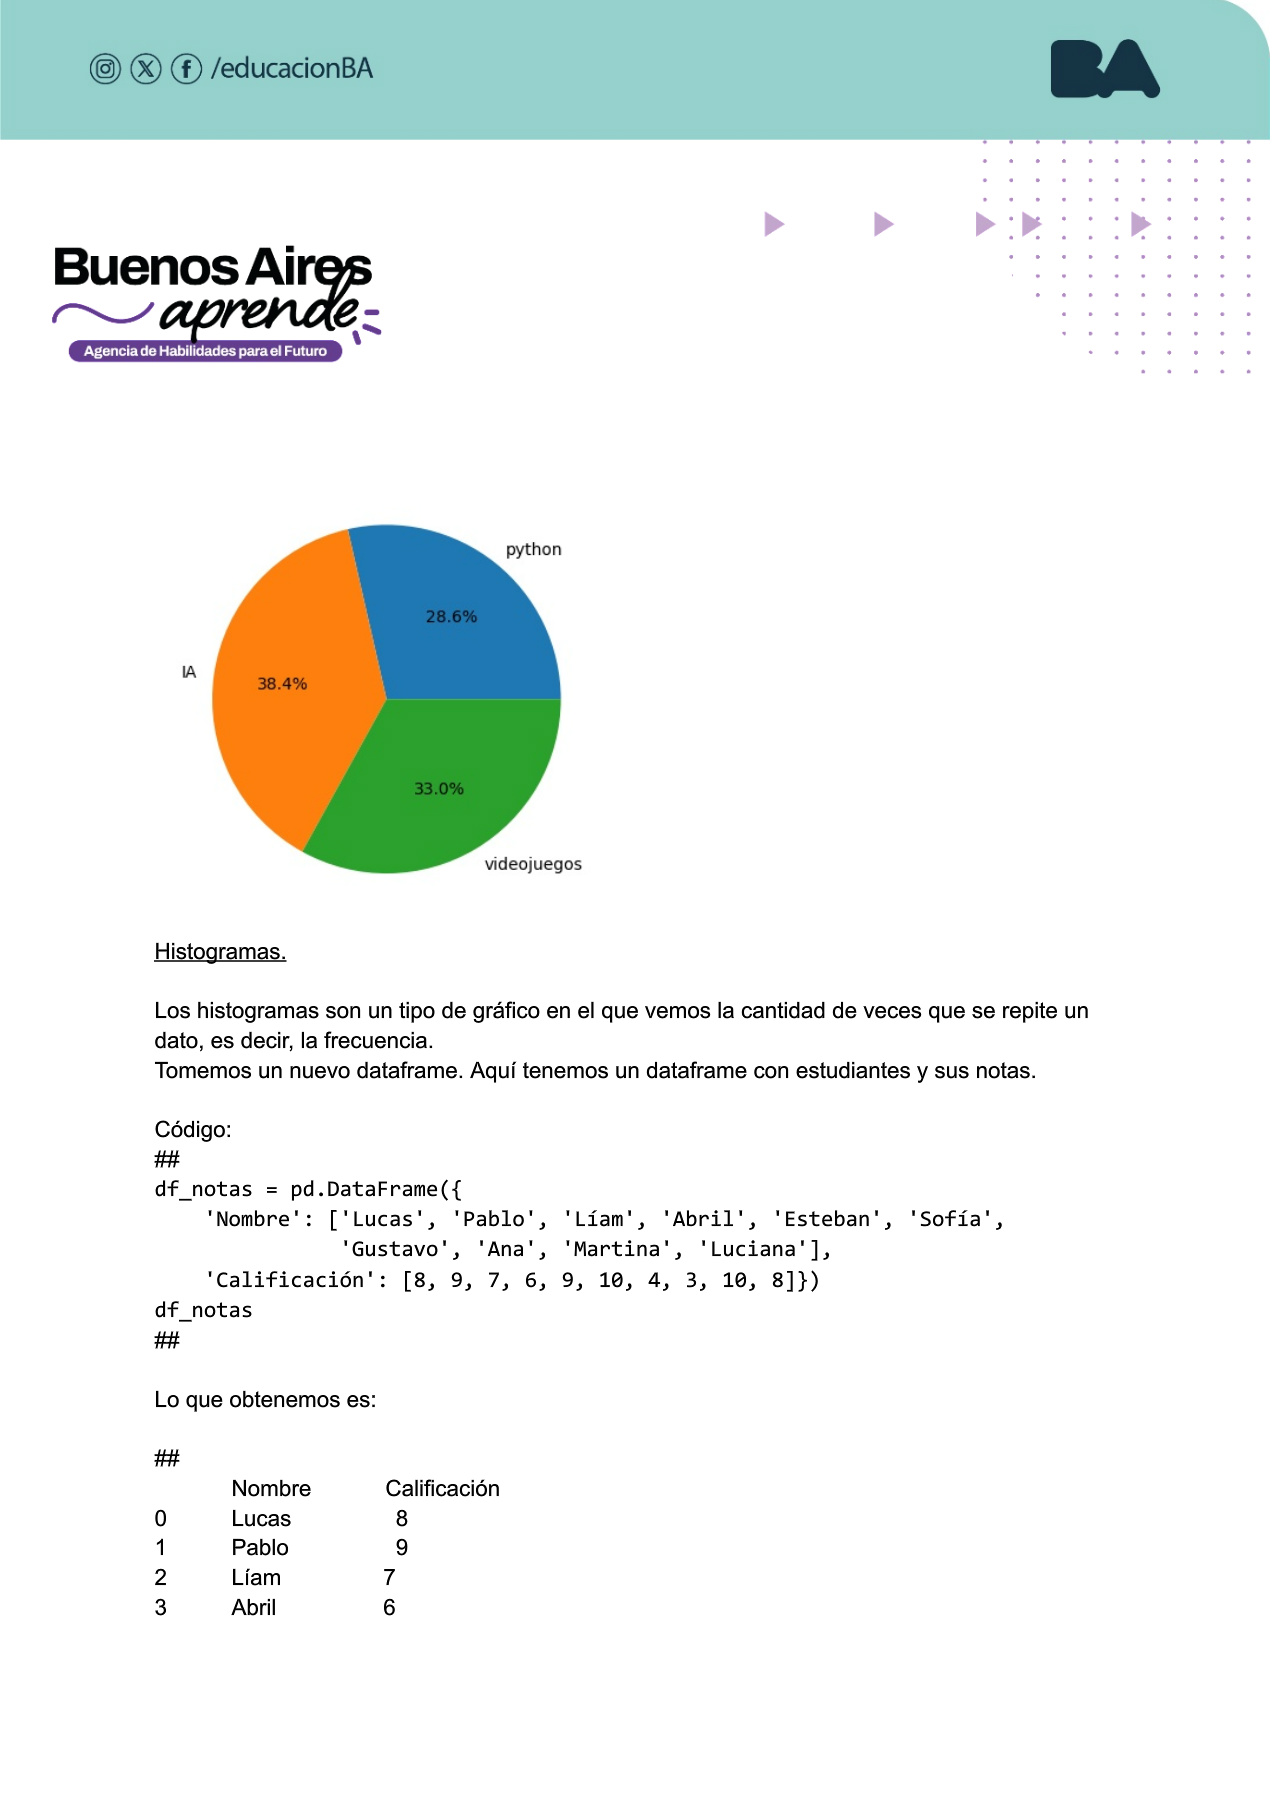 /educacionBA
BA
Buenos Aires
aprende
Agencia de Habilidades para el Futuro
python
28.6%
IA
38.4%
33.0%
videojuegos
Histogramas.
Los histogramas son un tipo de gráfico en el que vemos la cantidad de veces que se repite un
dato, es decir, la frecuencia.
Tomemos un nuevo dataframe. Aquí tenemos un dataframe con estudiantes y sus notas.
Código:
##
df_notas = pd.DataFrame({
    'Nombre': ['Lucas', 'Pablo', 'Líam', 'Abril', 'Esteban', 'Sofía',
               'Gustavo', 'Ana', 'Martina', 'Luciana'],
    'Calificación': [8, 9, 7, 6, 9, 10, 4, 3, 10, 8]})
df_notas
##
Lo que obtenemos es:
##
Nombre Calificación
0 Lucas 8
1 Pablo 9
2 Líam 7
3 Abril 6